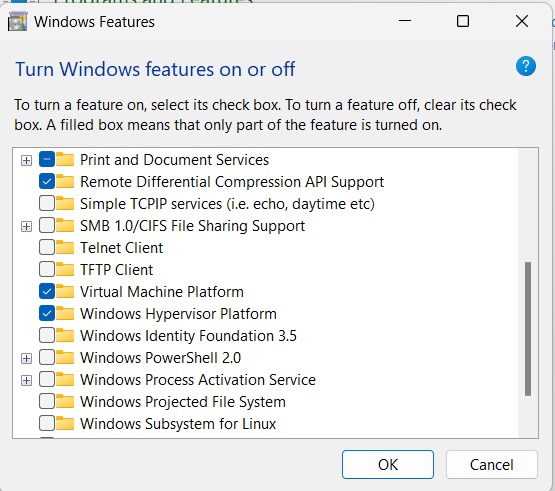 Programs and Features
Windows Features
Turn Windows features on or off
To turn a feature on, select its check box. To turn a feature off, clear its check
box. A filled box means that only part of the feature is turned on.
Print and Document Services
Remote Differential Compression API Support
Simple TCPIP services (i.e. echo, daytime etc)
SMB 1.0/CIFS File Sharing Support
Telnet Client
TFTP Client
Virtual Machine Platform
Windows Hypervisor Platform
Windows Identity Foundation 3.5
Windows PowerShell 2.0
Windows Process Activation Service
Windows Projected File System
Windows Subsystem for Linux
OK
Cancel